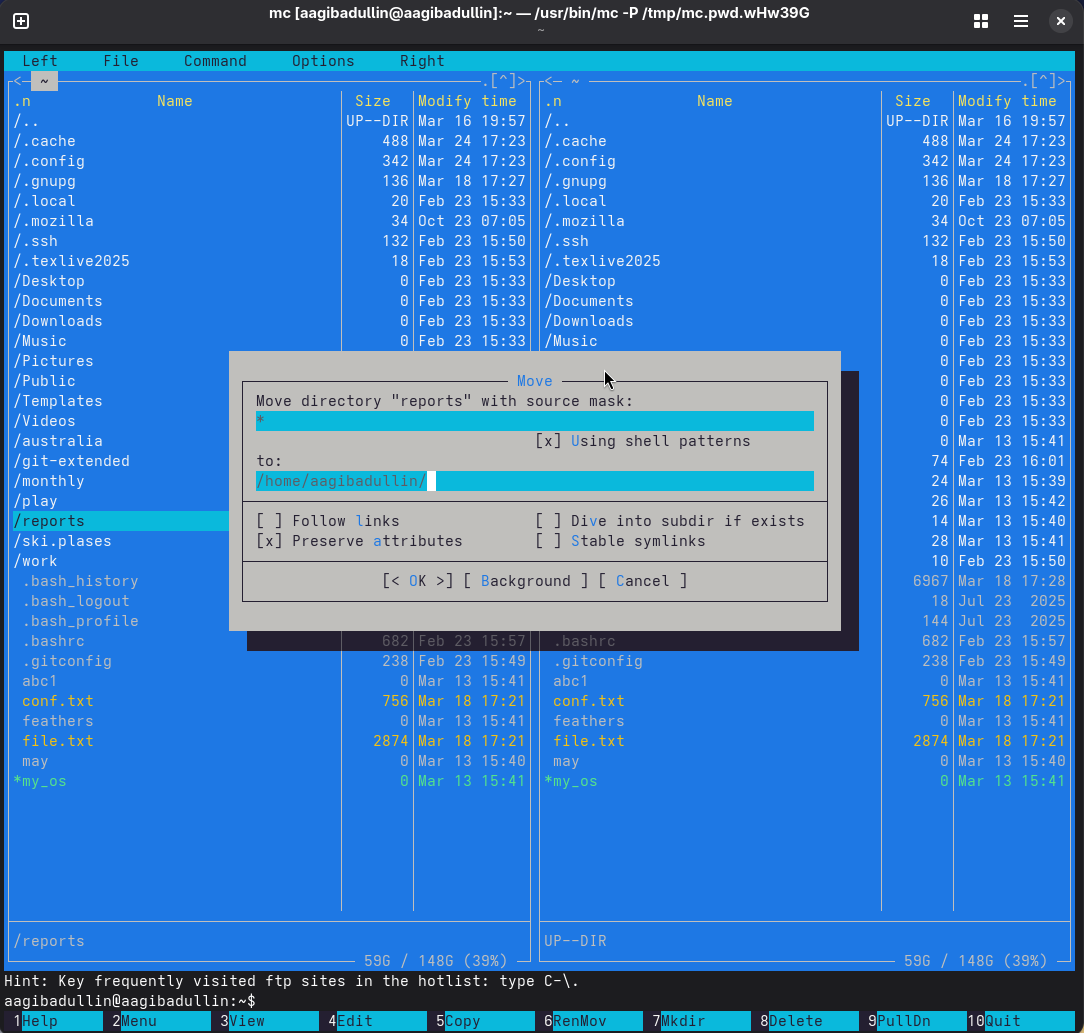 mc [aagibadullin@aagibadullin]:~ — /usr/bin/mc -P /tmp/mc.pwd.wHw39G
~
Left File Command Options Right
<─ ~ ─.[^]>─ <─ ~ ─.[^]>
.n Name Size Modify time .n Name Size Modify time
/.. UP--DIR Mar 16 19:57 /.. UP--DIR Mar 16 19:57
/.cache 488 Mar 24 17:23 /.cache 488 Mar 24 17:23
/.config 342 Mar 24 17:23 /.config 342 Mar 24 17:23
/.gnupg 136 Mar 18 17:27 /.gnupg 136 Mar 18 17:27
/.local 20 Feb 23 15:33 /.local 20 Feb 23 15:33
/.mozilla 34 Oct 23 07:05 /.mozilla 34 Oct 23 07:05
/.ssh 132 Feb 23 15:50 /.ssh 132 Feb 23 15:50
/.texlive2025 18 Feb 23 15:53 /.texlive2025 18 Feb 23 15:53
/Desktop 0 Feb 23 15:33 /Desktop 0 Feb 23 15:33
/Documents 0 Feb 23 15:33 /Documents 0 Feb 23 15:33
/Downloads 0 Feb 23 15:33 /Downloads 0 Feb 23 15:33
/Music 0 Feb 23 15:33 /Music 0 Feb 23 15:33
/Pictures 0 Feb 23 15:33
/Public Move 0 Feb 23 15:33
/Templates Move directory "reports" with source mask: 0 Feb 23 15:33
/Videos * 0 Feb 23 15:33
/australia [x] Using shell patterns 0 Mar 13 15:41
/git-extended to: 74 Feb 23 16:01
/monthly /home/aagibadullin/ 24 Mar 13 15:39
/play 26 Mar 13 15:42
/reports [ ] Follow links [ ] Dive into subdir if exists 14 Mar 13 15:40
/ski.plases [x] Preserve attributes [ ] Stable symlinks 28 Mar 13 15:41
/work 10 Feb 23 15:50
.bash_history [< OK >] [ Background ] [ Cancel ] 6967 Mar 18 17:28
.bash_logout 18 Jul 23 2025
.bash_profile 144 Jul 23 2025
.bashrc 682 Feb 23 15:57 .bashrc 682 Feb 23 15:57
.gitconfig 238 Feb 23 15:49 .gitconfig 238 Feb 23 15:49
abc1 0 Mar 13 15:41 abc1 0 Mar 13 15:41
conf.txt 756 Mar 18 17:21 conf.txt 756 Mar 18 17:21
feathers 0 Mar 13 15:41 feathers 0 Mar 13 15:41
file.txt 2874 Mar 18 17:21 file.txt 2874 Mar 18 17:21
may 0 Mar 13 15:40 may 0 Mar 13 15:40
*my_os 0 Mar 13 15:41 *my_os 0 Mar 13 15:41
/reports UP--DIR
59G / 148G (39%) 59G / 148G (39%)
Hint: Key frequently visited ftp sites in the hotlist: type C-\.
aagibadullin@aagibadullin:~$
1Help 2Menu 3View 4Edit 5Copy 6RenMov 7Mkdir 8Delete 9PullDn 10Quit